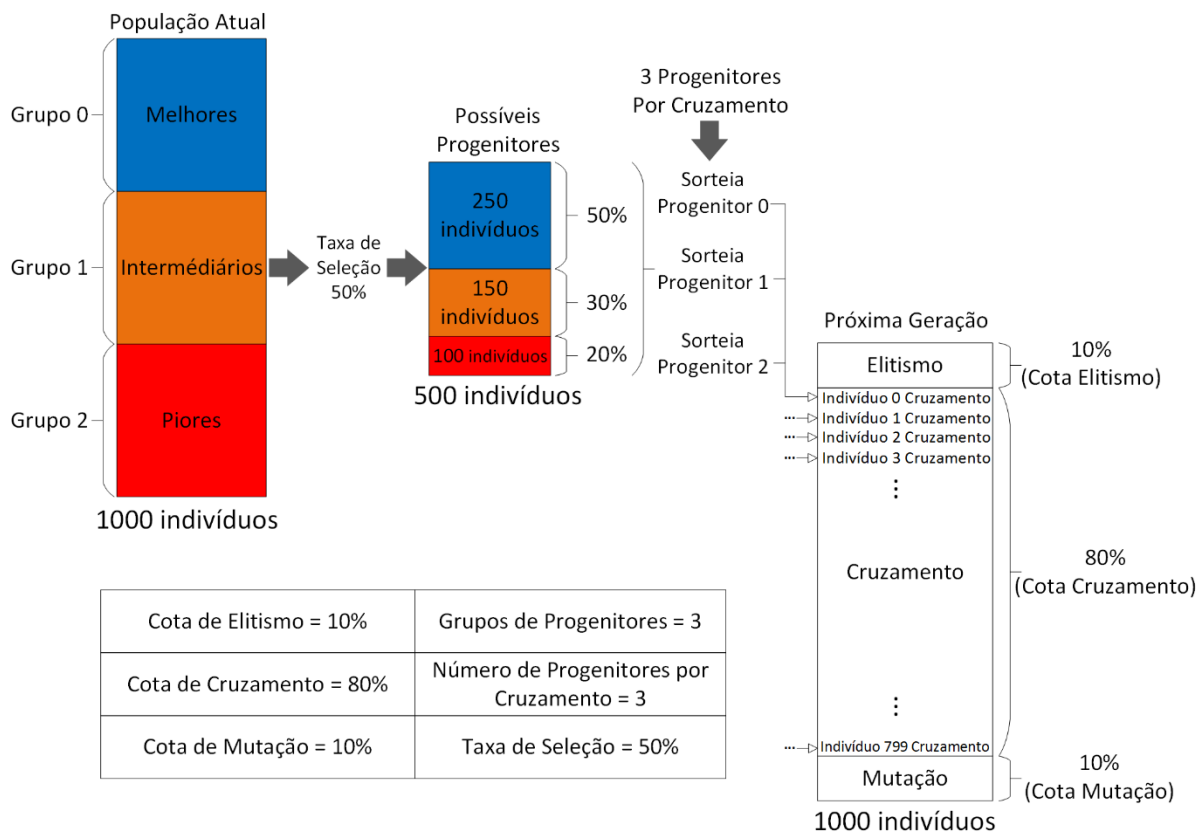 População Atual
Grupo 0
Melhores
Grupo 1
Intermédiários
Grupo 2
Piores
1000 indivíduos
Taxa de
Seleção
50%
Possíveis
Progenitores
250
indivíduos
50%
150
indivíduos
30%
100 indivíduos
20%
500 indivíduos
3 Progenitores
Por Cruzamento
Sorteia
Progenitor 0
Sorteia
Progenitor 1
Sorteia
Progenitor 2
Próxima Geração
Elitismo
10%
(Cota Elitismo)
Indivíduo 0 Cruzamento
Indivíduo 1 Cruzamento
Indivíduo 2 Cruzamento
Indivíduo 3 Cruzamento
Cruzamento
80%
(Cota Cruzamento)
Indivíduo 799 Cruzamento
Mutação
10%
(Cota Mutação)
1000 indivíduos
Cota de Elitismo = 10%
Grupos de Progenitores = 3
Cota de Cruzamento = 80%
Número de Progenitores por
Cruzamento = 3
Cota de Mutação = 10%
Taxa de Seleção = 50%